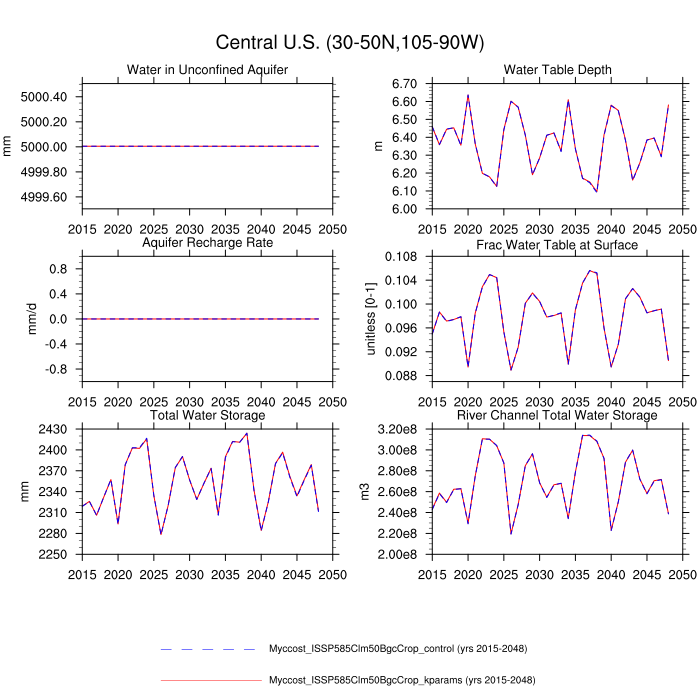 Central U.S. (30-50N,105-90W)
Water in Unconfined Aquifer
5000.40
5000.20
5000.00
4999.80
4999.60
mm
2015 2020 2025 2030 2035 2040 2045 2050
Water Table Depth
6.70
6.60
6.50
6.40
6.30
6.20
6.10
6.00
m
2015 2020 2025 2030 2035 2040 2045 2050
Aquifer Recharge Rate
0.8
0.4
0.0
-0.4
-0.8
mm/d
2015 2020 2025 2030 2035 2040 2045 2050
Frac Water Table at Surface
0.108
0.104
0.100
0.096
0.092
0.088
unitless [0-1]
2015 2020 2025 2030 2035 2040 2045 2050
Total Water Storage
2430
2400
2370
2340
2310
2280
2250
mm
2015 2020 2025 2030 2035 2040 2045 2050
River Channel Total Water Storage
3.20e8
3.00e8
2.80e8
2.60e8
2.40e8
2.20e8
2.00e8
m3
2015 2020 2025 2030 2035 2040 2045 2050
Myccost_ISSP585Clm50BgcCrop_control (yrs 2015-2048)
Myccost_ISSP585Clm50BgcCrop_kparams (yrs 2015-2048)